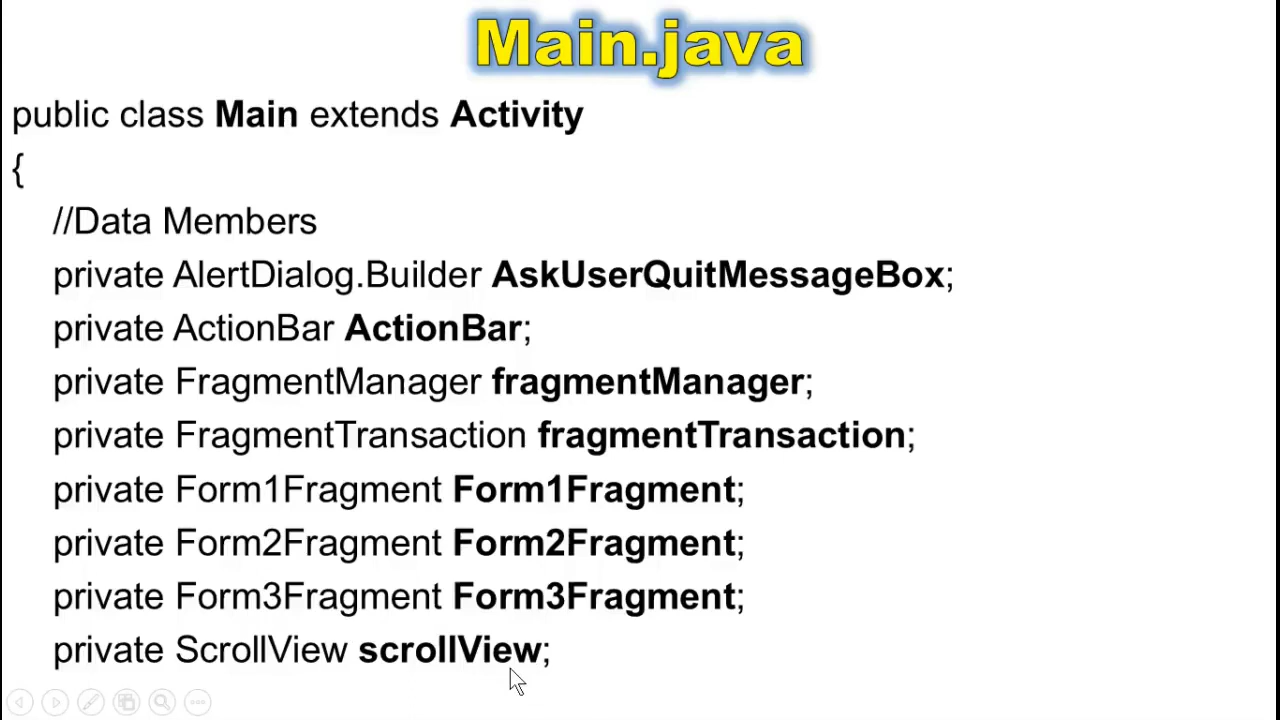 Main.java
public class Main extends Activity
{
//Data Members
private AlertDialog.Builder AskUserQuitMessageBox;
private ActionBar ActionBar;
private FragmentManager fragmentManager;
private FragmentTransaction fragmentTransaction;
private Form1Fragment Form1Fragment;
private Form2Fragment Form2Fragment;
private Form3Fragment Form3Fragment;
private ScrollView scrollView;